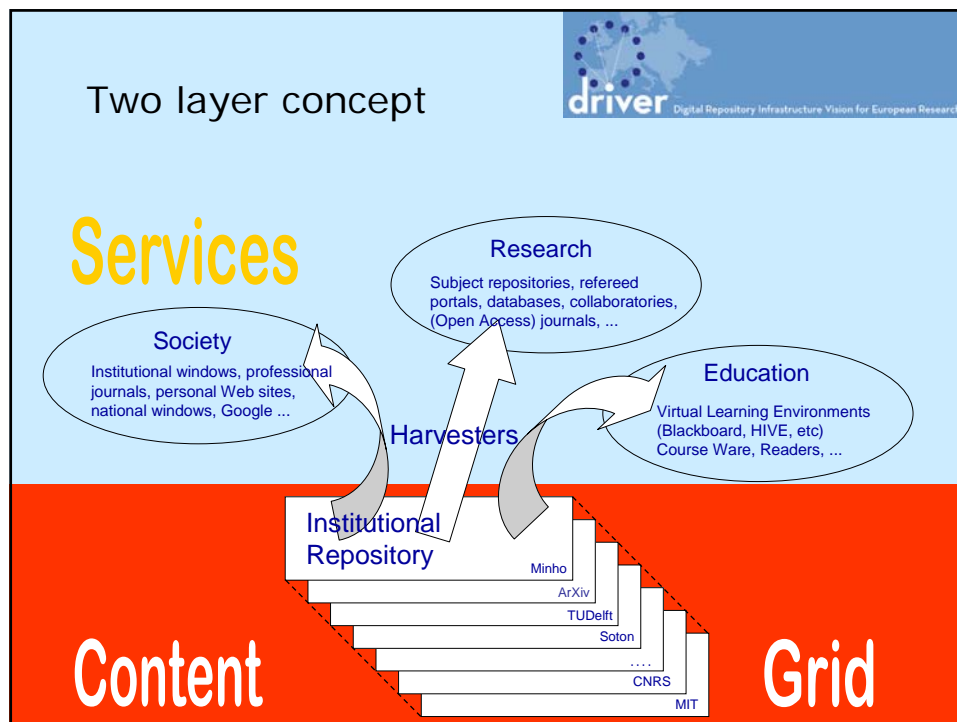 Two layer concept
driver Digital Repository Infrastructure Vision for European Research
Services
Research
Subject repositories, refereed
portals, databases, collaboratories,
(Open Access) journals, ...
Society
Institutional windows, professional
journals, personal Web sites,
national windows, Google ...
Education
Virtual Learning Environments
(Blackboard, HIVE, etc)
Course Ware, Readers, ...
Harvesters
Institutional
Repository
Minho
ArXiv
TUDelft
Soton
....
CNRS
MIT
Content
Grid